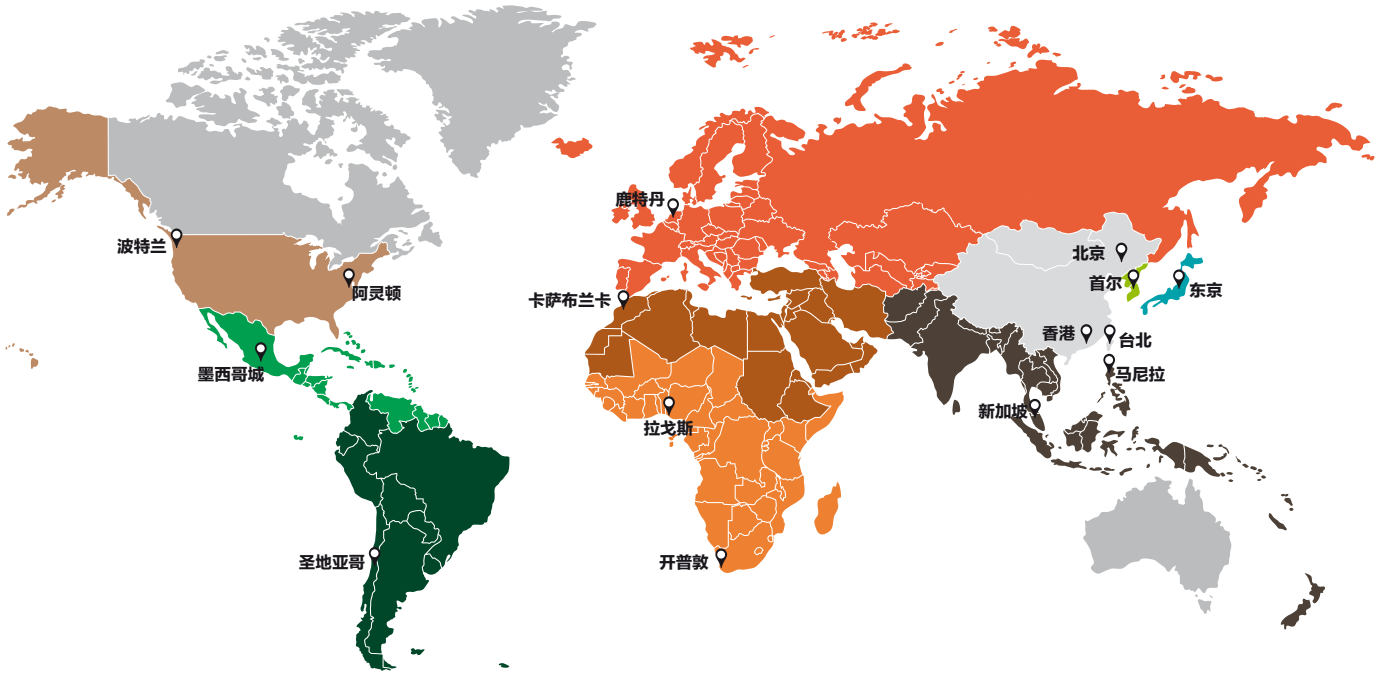 鹿特丹
波特兰
北京
阿灵顿
首尔
东京
卡萨布兰卡
香港
台北
墨西哥城
马尼拉
新加坡
拉戈斯
圣地亚哥
开普敦